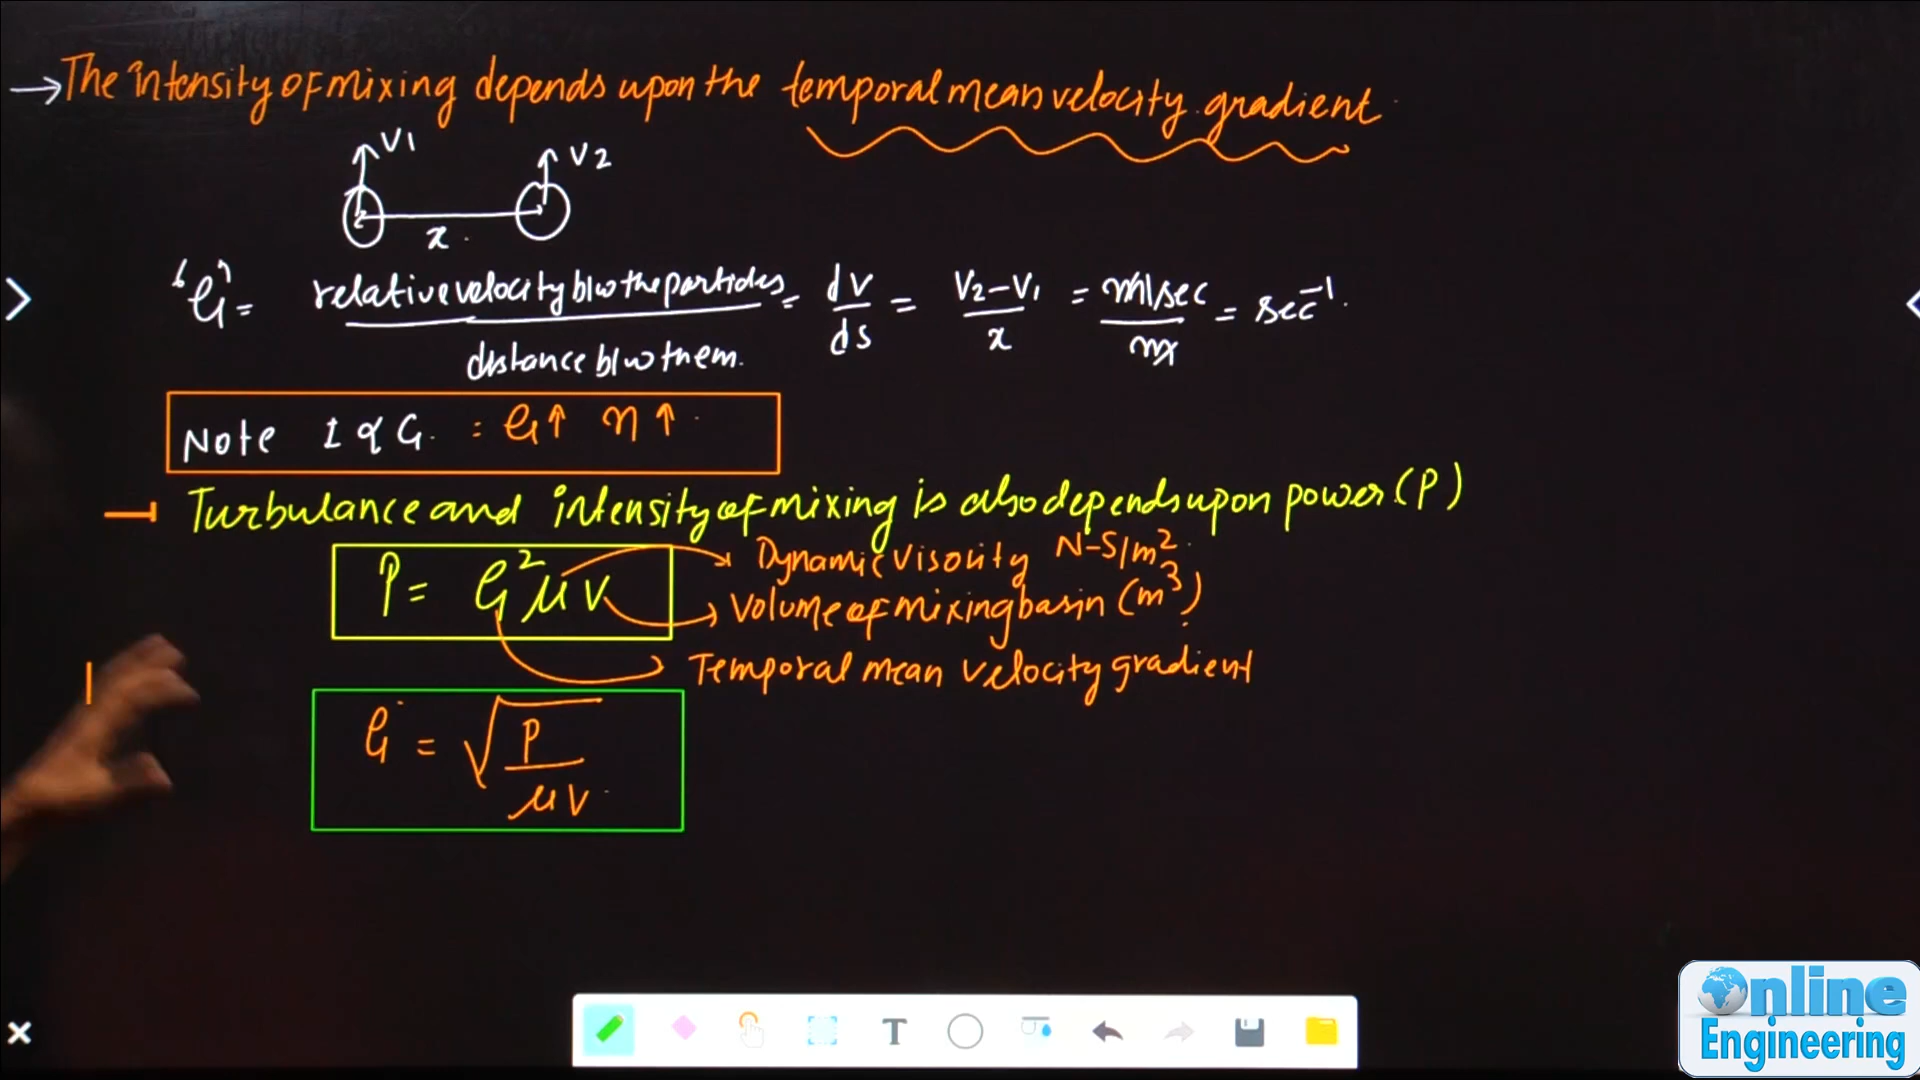 → The intensity of mixing depends upon the temporal mean velocity gradient.
V1
V2
x
"G" = relative velocity b/w the particles / distance b/w them. = dv/ds = V2-V1/x = m/sec/m = sec⁻¹.
Note I α G. : G↑ η↑
Turbulance and intensity of mixing is also depends upon power (P)
P = G²μv
Dynamic Visosity N-S/m²
Volume of mixing basin (m³)
Temporal mean velocity gradient
G = √P/μv
T
Online
Engineering